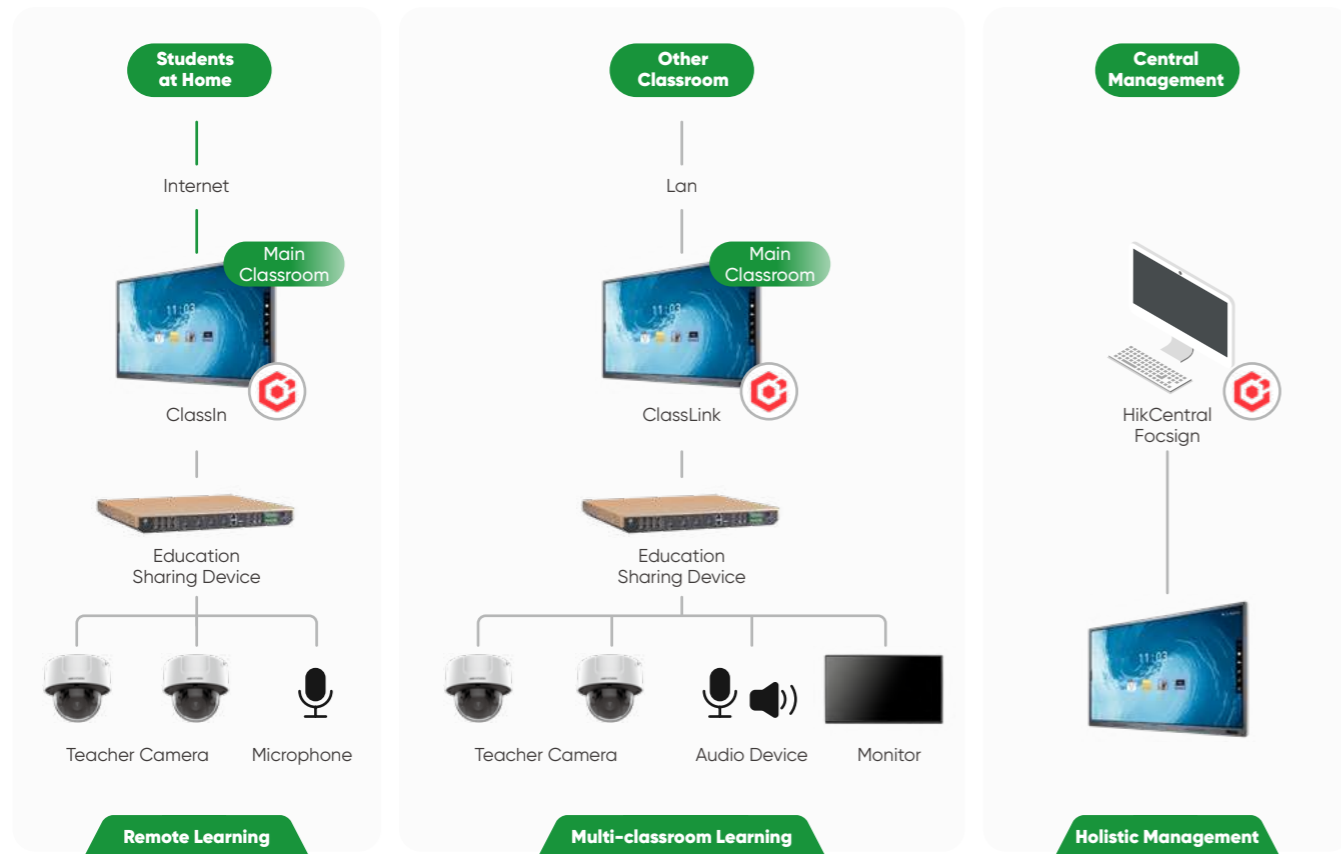 Students
at Home
Internet
Main
Classroom
11:03
ClassIn
Education
Sharing Device
Teacher Camera
Microphone
Remote Learning
Other
Classroom
Lan
Main
Classroom
11:03
ClassLink
Education
Sharing Device
Teacher Camera
Audio Device
Monitor
Multi-classroom Learning
Central
Management
HikCentral
Focsign
11:03
Holistic Management